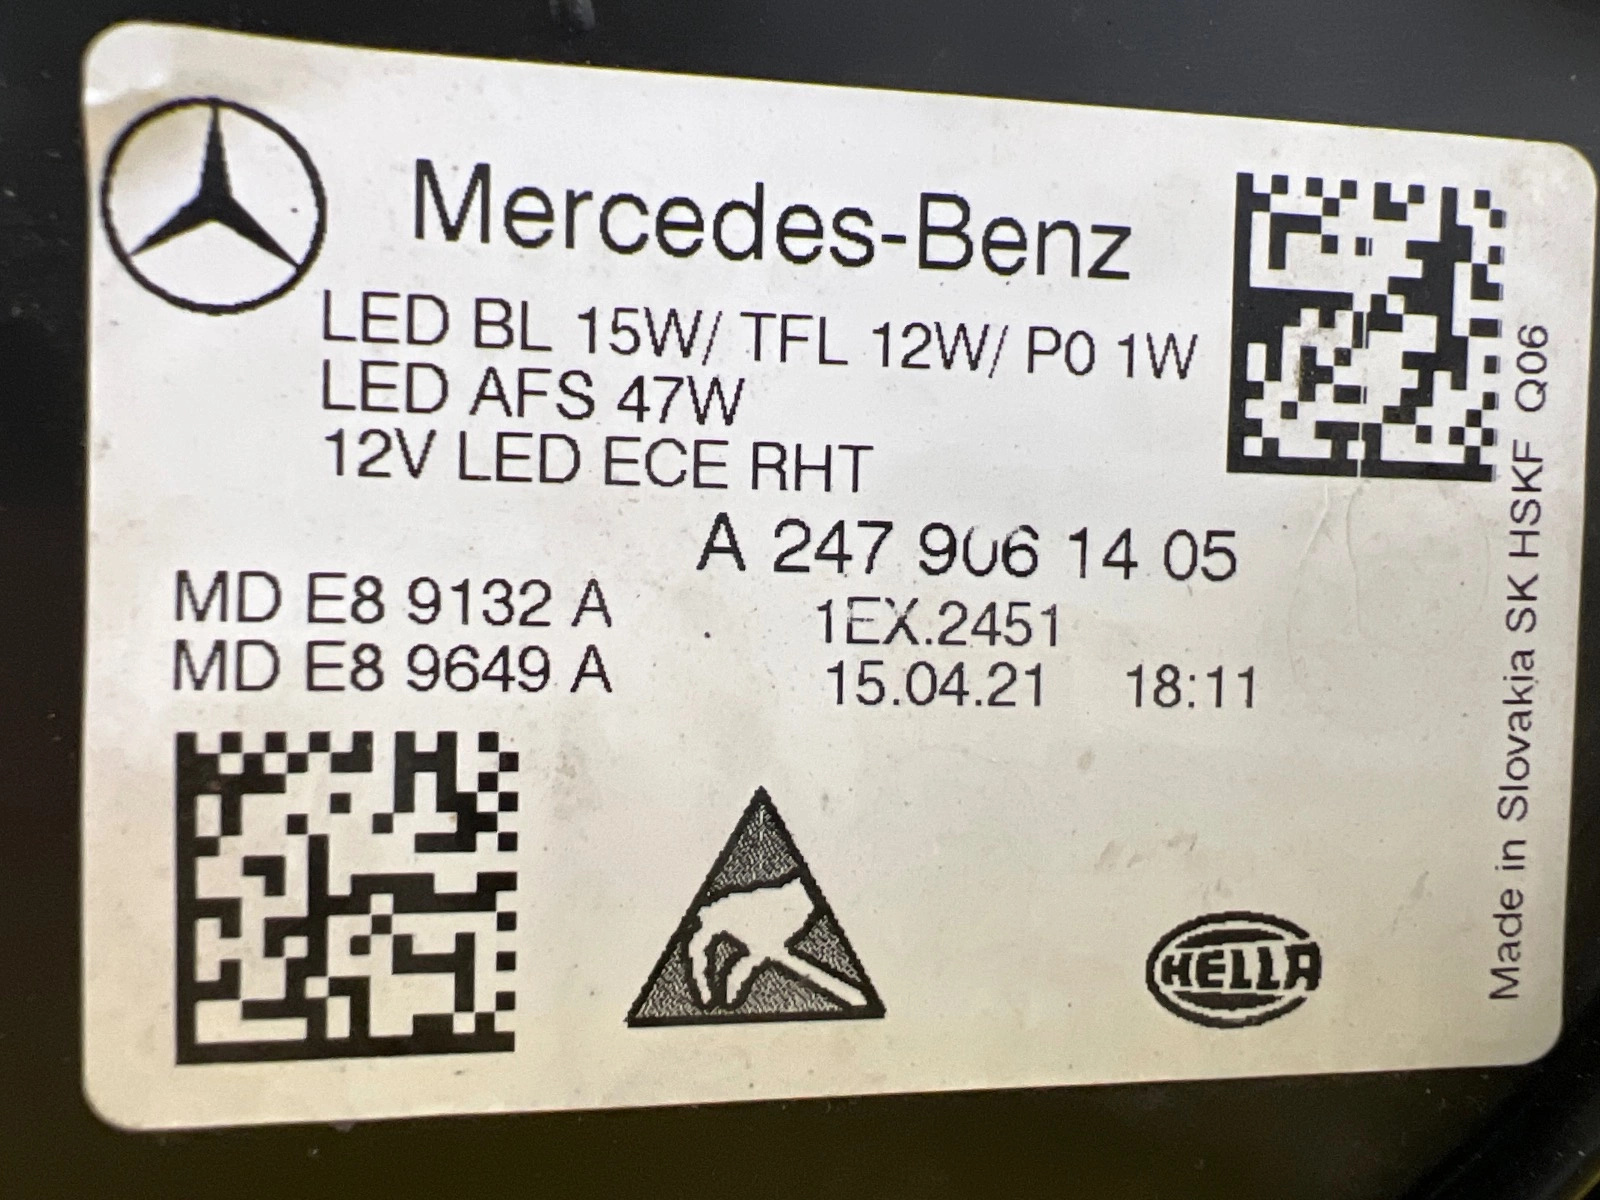 Mercedes-Benz
LED BL 15W/ TFL 12W/ P0 1W
LED AFS 47W
12V LED ECE RHT
A 247 906 14 05
MD E8 9132 A
1EX.2451
MD E8 9649 A
15.04.21 18:11
HELLA
Made in Slovakia SK HSKF Q06